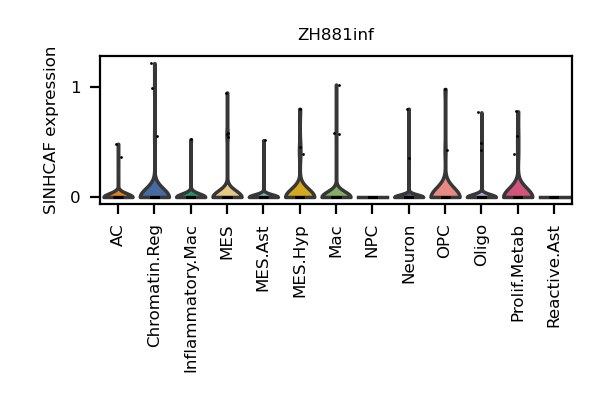 ZH881inf
SINHCAF expression
1
0
AC
Chromatin.Reg
Inflammatory.Mac
MES
MES.Ast
MES.Hyp
Mac
NPC
Neuron
OPC
Oligo
Prolif.Metab
Reactive.Ast